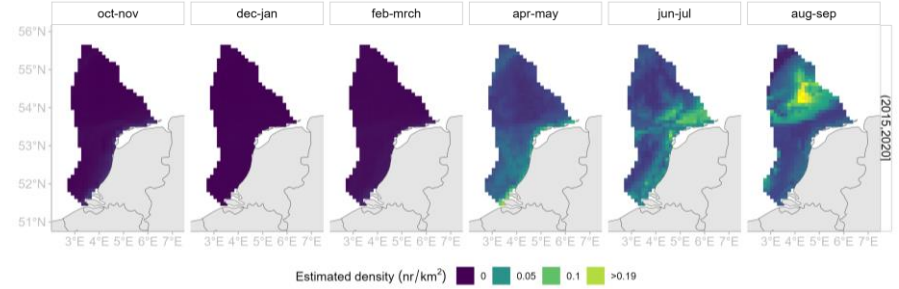 oct-nov dec-jan feb-mrch apr-may jun-jul aug-sep
56°N
55°N
54°N
53°N
52°N
51°N
(2015,2020]
3°E 4°E 5°E 6°E 7°E 3°E 4°E 5°E 6°E 7°E 3°E 4°E 5°E 6°E 7°E 3°E 4°E 5°E 6°E 7°E 3°E 4°E 5°E 6°E 7°E 3°E 4°E 5°E 6°E 7°E
Estimated density (nr/km²) 0 0.05 0.1 >0.19